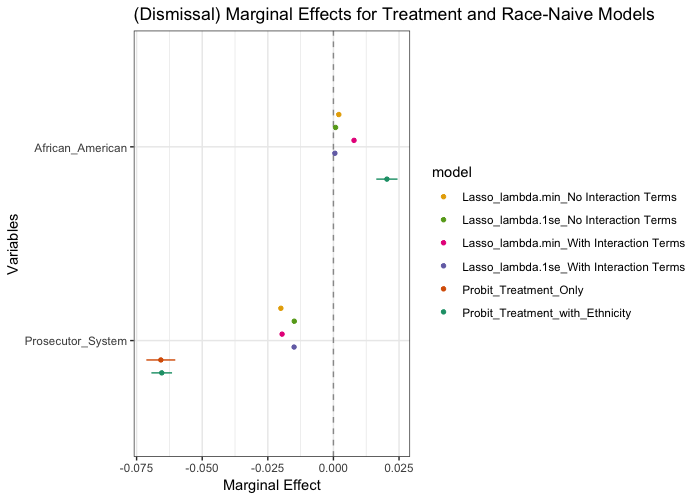 (Dismissal) Marginal Effects for Treatment and Race-Naive Models
Variables
African_American
Prosecutor_System
-0.075 -0.050 -0.025 0.000 0.025
Marginal Effect
model
Lasso_lambda.min_No Interaction Terms
Lasso_lambda.1se_No Interaction Terms
Lasso_lambda.min_With Interaction Terms
Lasso_lambda.1se_With Interaction Terms
Probit_Treatment_Only
Probit_Treatment_with_Ethnicity